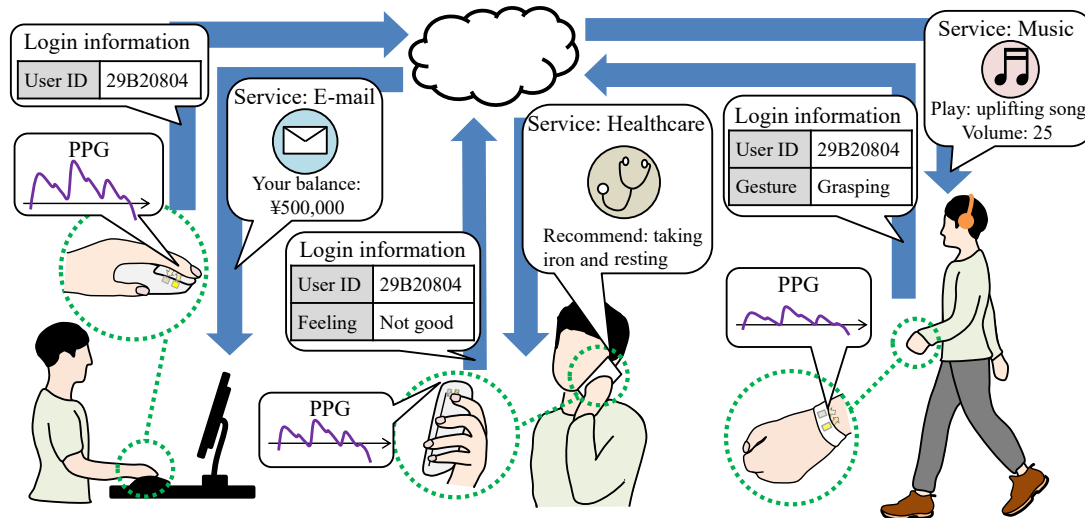 Login information
User ID 29B20804
PPG
Service: E-mail
Your balance:
¥500,000
Login information
User ID 29B20804
Feeling Not good
PPG
Service: Healthcare
Recommend: taking
iron and resting
Login information
User ID 29B20804
Gesture Grasping
PPG
Service: Music
Play: uplifting song
Volume: 25